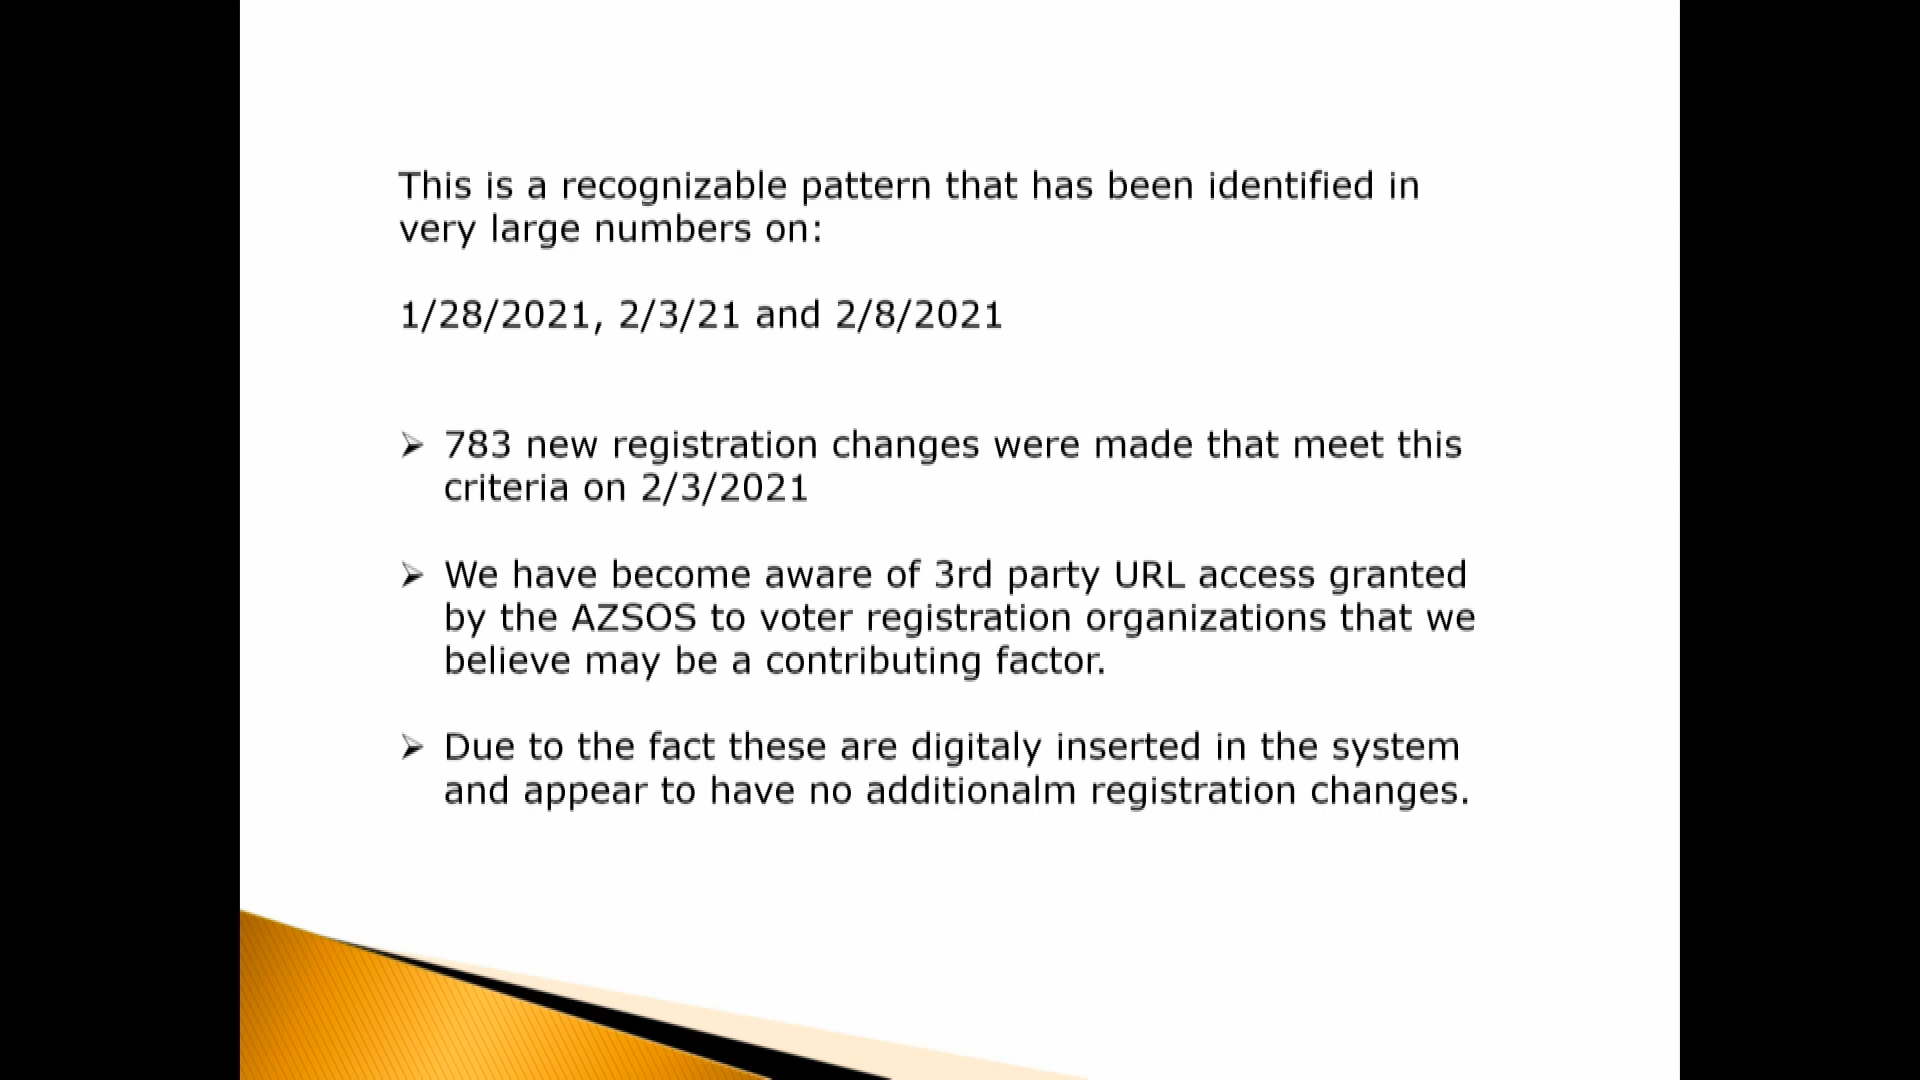 This is a recognizable pattern that has been identified in
very large numbers on:
1/28/2021, 2/3/21 and 2/8/2021
➢ 783 new registration changes were made that meet this
criteria on 2/3/2021
➢ We have become aware of 3rd party URL access granted
by the AZSOS to voter registration organizations that we
believe may be a contributing factor.
➢ Due to the fact these are digitaly inserted in the system
and appear to have no additionalm registration changes.